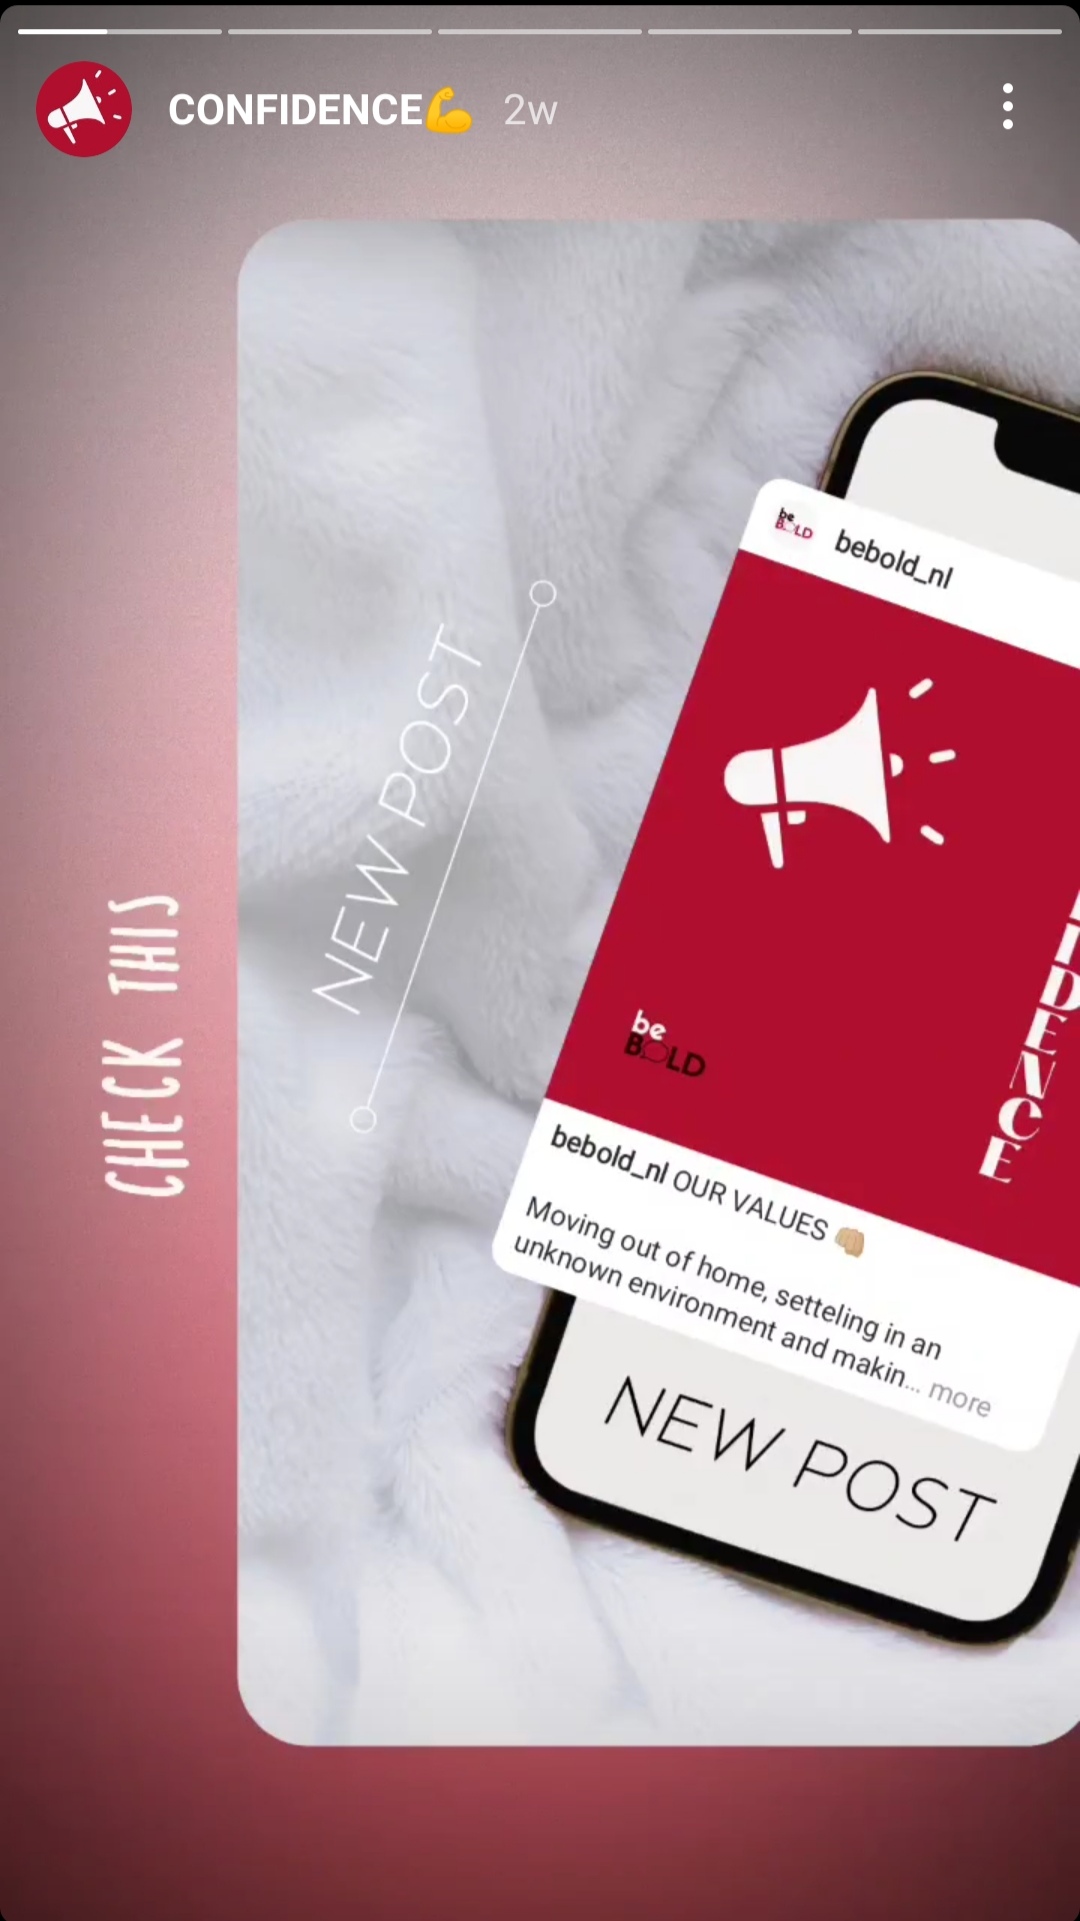 CONFIDENCE💪 2w
be
BOLD
bebold_nl
NEW POST
CHECK THIS
IDENCE
be
BOLD
bebold_nl OUR VALUES 👊🏼
Moving out of home, setteling in an
unknown environment and makin... more
NEW POST